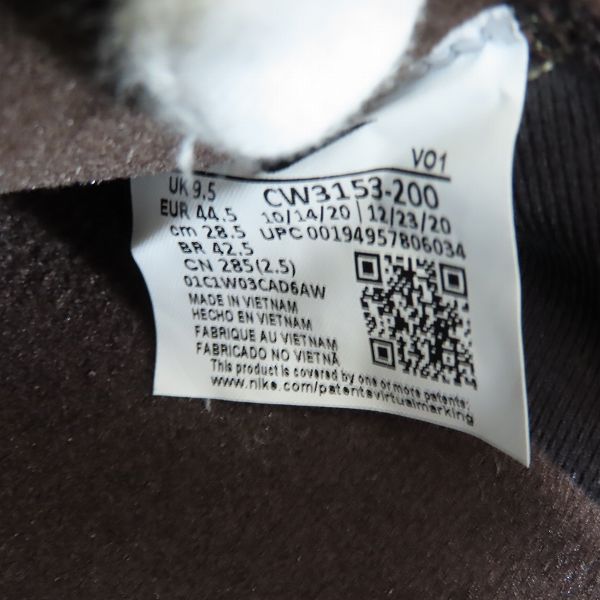 VO1
UK 9.5 CW3153-200
EUR 44.5 10/14/20 | 12/23/20
cm 28.5 UPC 00194957806034
BR 42.5
CN 285(2.5)
01C1W03CAD6AW
MADE IN VIETNAM
HECHO EN VIETNAM
FABRIQUE AU VIETNAM
FABRICADO NO VIETNÃ
This product is covered by one or more patents:
www.nike.com/patentsvirtualmarking